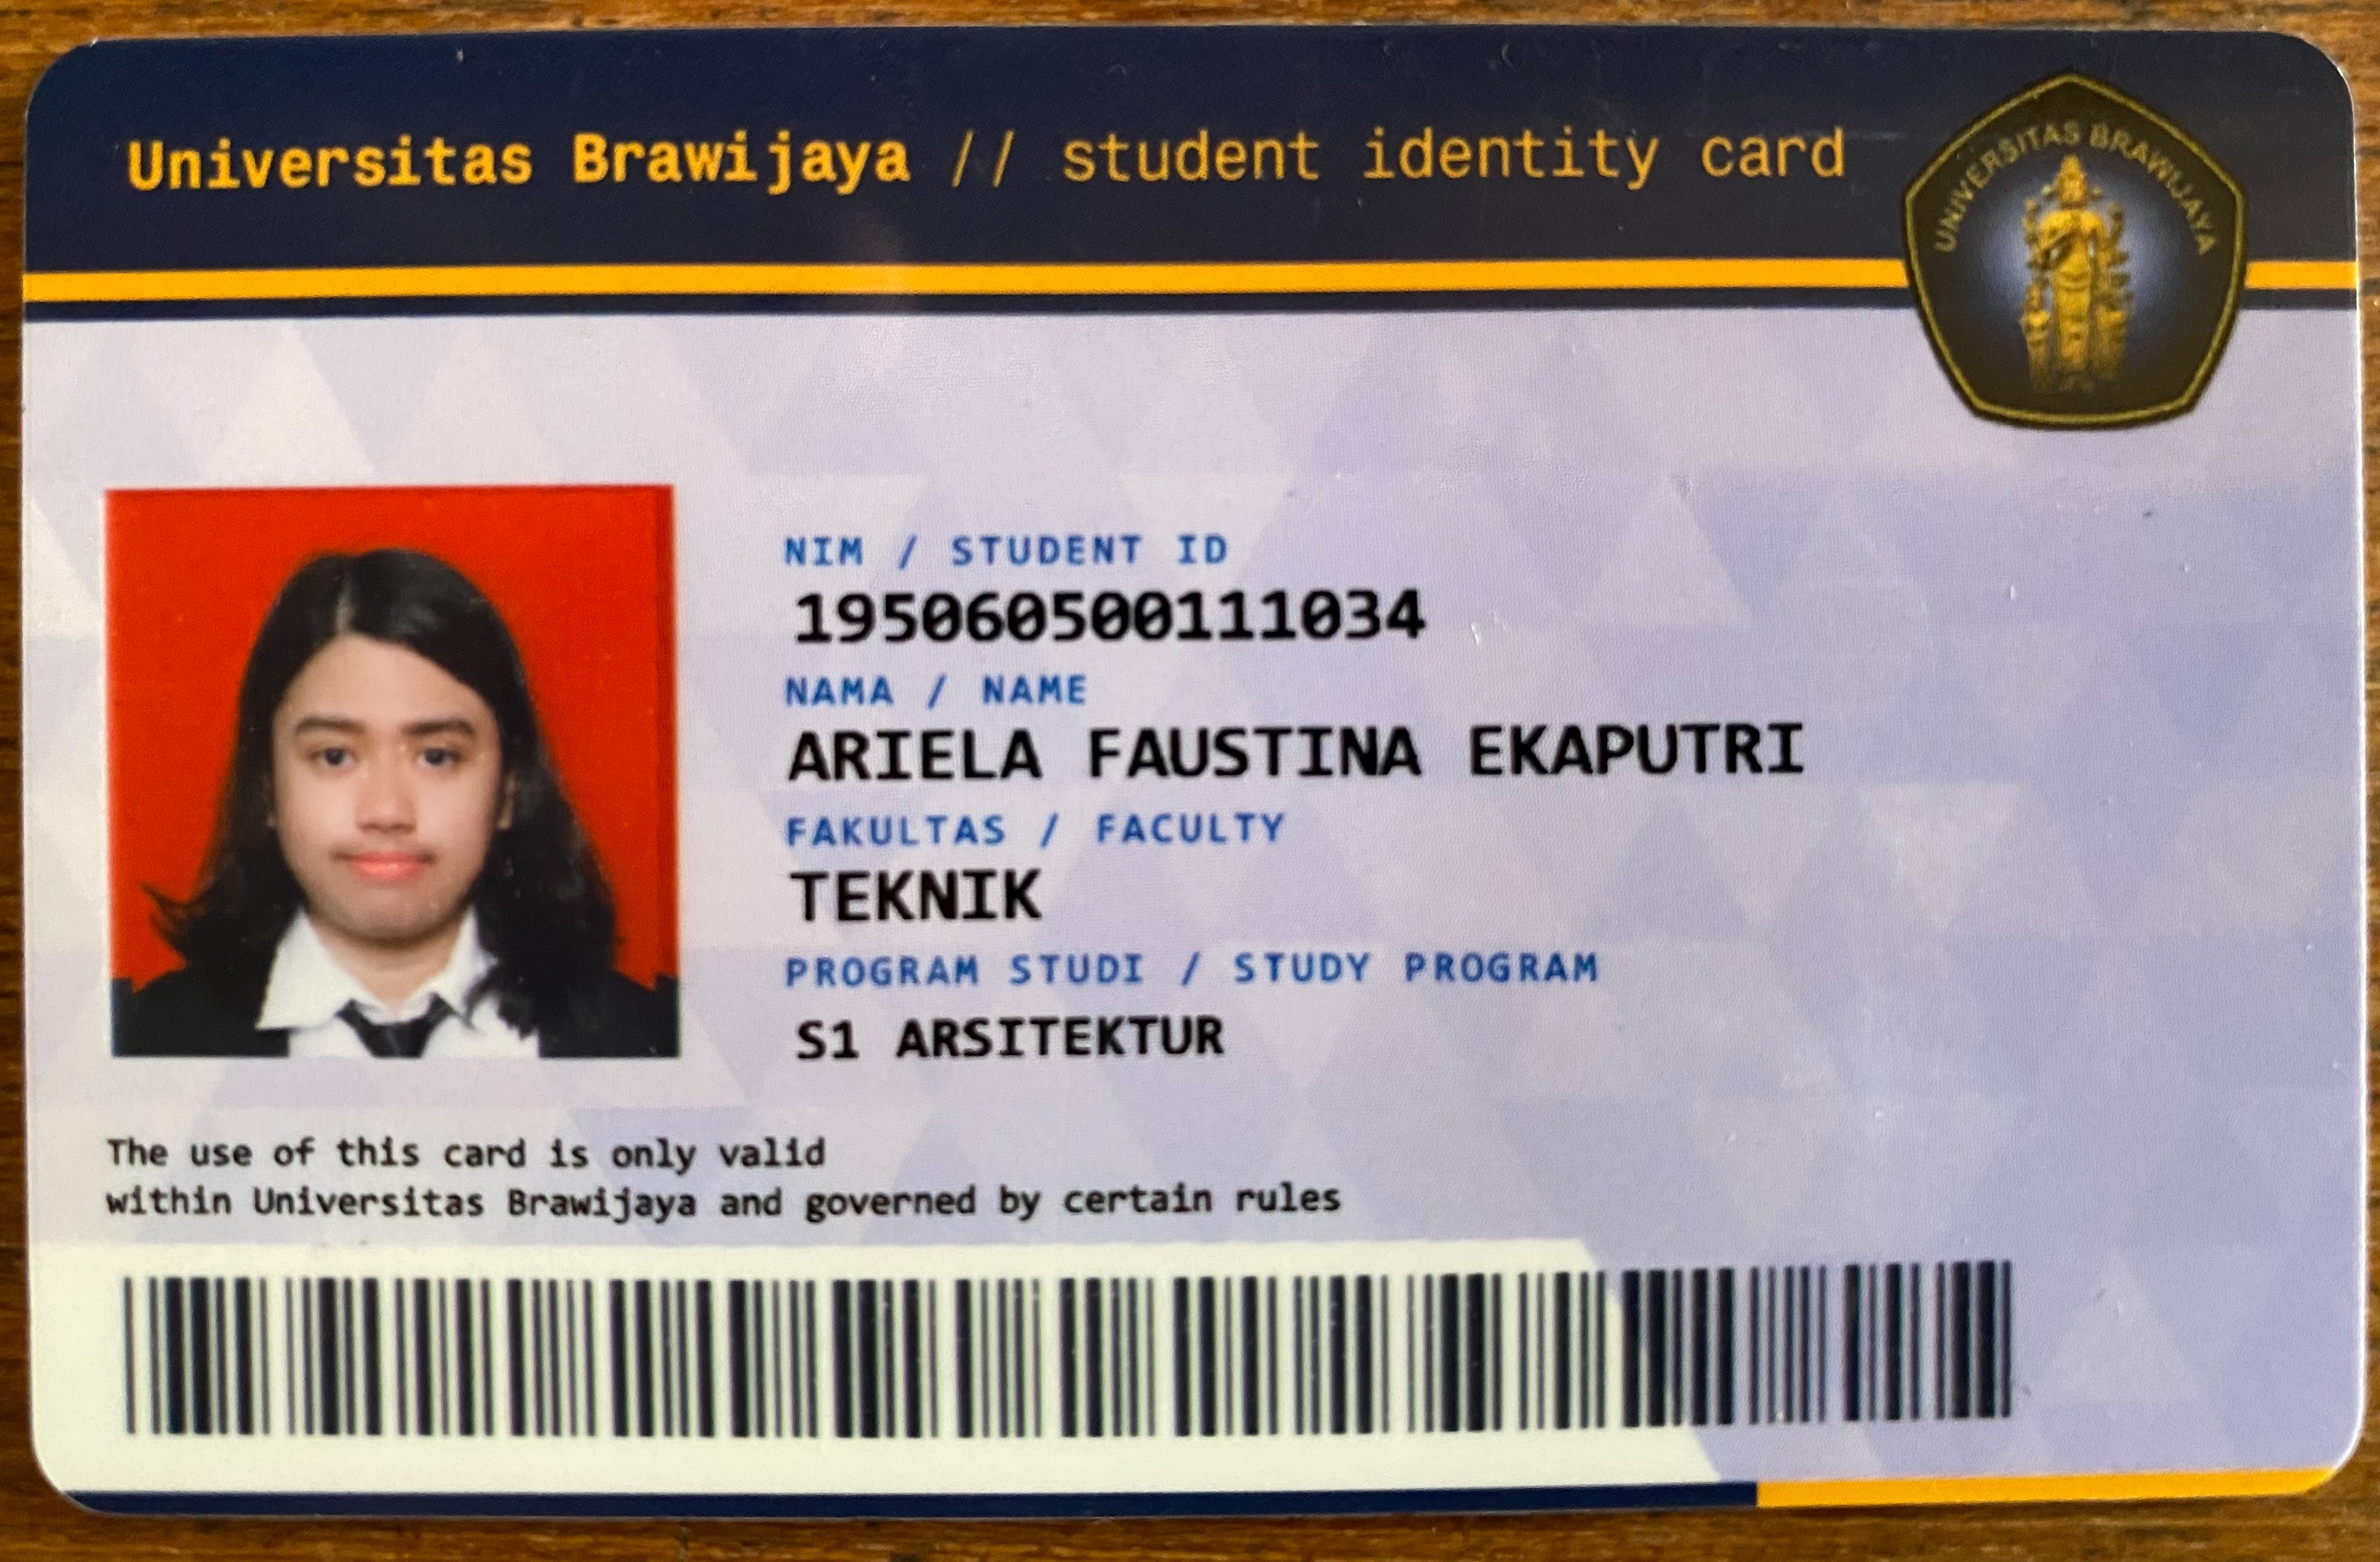 Universitas Brawijaya // student identity card
UNIVERSITAS BRAWIJAYA
NIM / STUDENT ID
195060500111034
NAMA / NAME
ARIELA FAUSTINA EKAPUTRI
FAKULTAS / FACULTY
TEKNIK
PROGRAM STUDI / STUDY PROGRAM
S1 ARSITEKTUR
The use of this card is only valid
within Universitas Brawijaya and governed by certain rules